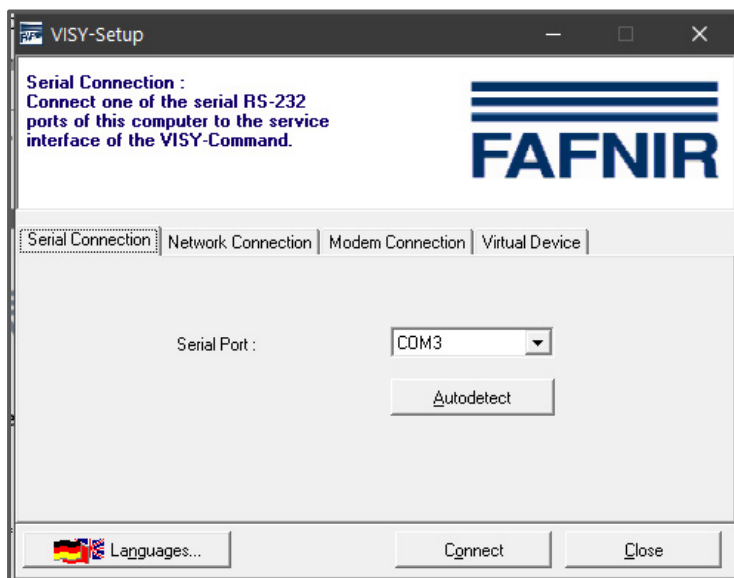 VISY-Setup
Serial Connection :
Connect one of the serial RS-232
ports of this computer to the service
interface of the VISY-Command.
FAFNIR
Serial Connection
Network Connection
Modem Connection
Virtual Device
Serial Port :
COM3
Autodetect
Languages...
Connect
Close